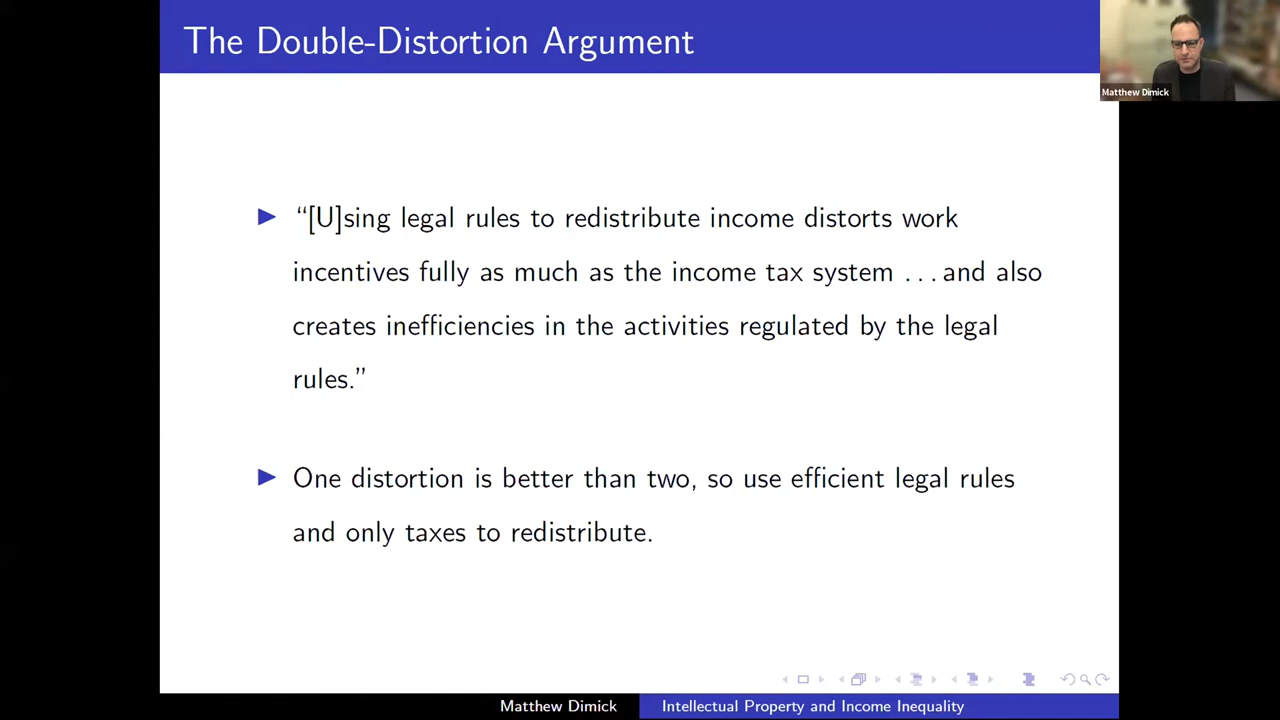 The Double-Distortion Argument
Matthew Dimick
▶ “[U]sing legal rules to redistribute income distorts work
incentives fully as much as the income tax system . . . and also
creates inefficiencies in the activities regulated by the legal
rules.”
▶ One distortion is better than two, so use efficient legal rules
and only taxes to redistribute.
Matthew Dimick
Intellectual Property and Income Inequality